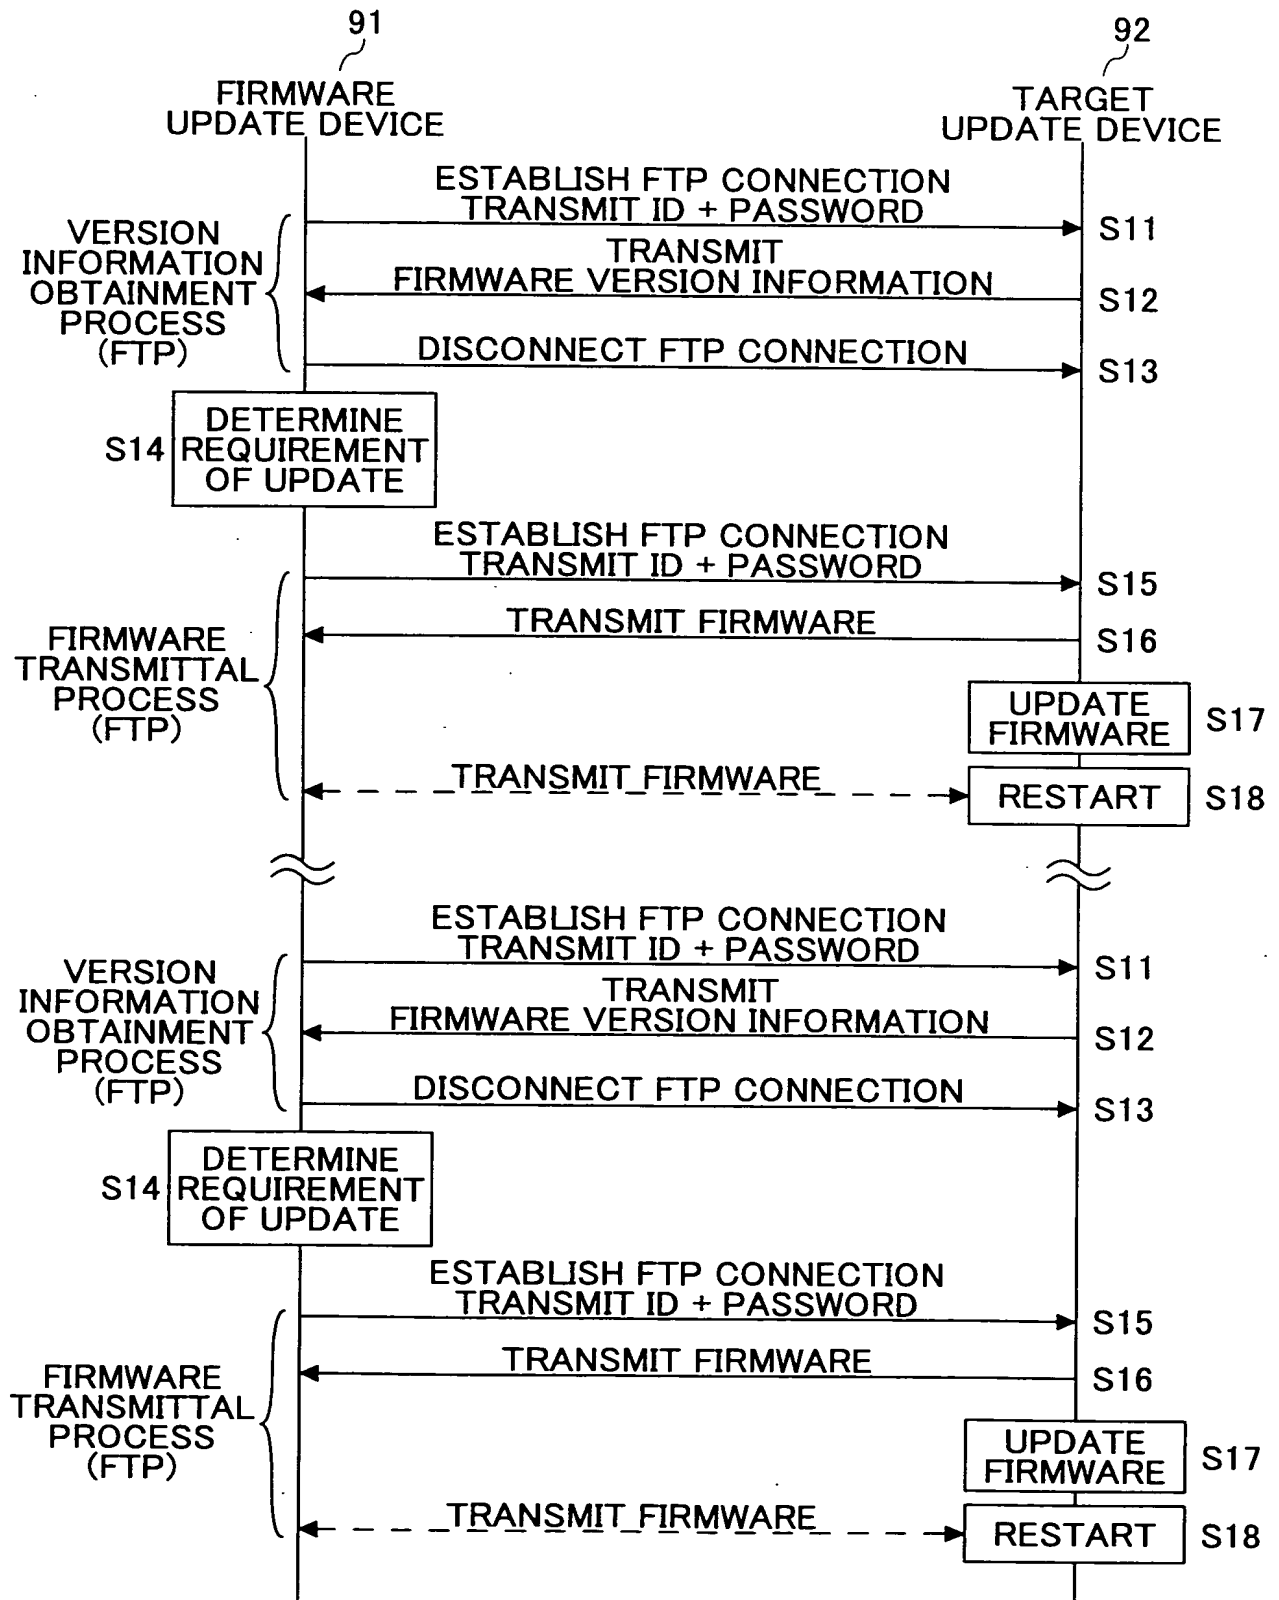 91
FIRMWARE
UPDATE DEVICE
92
TARGET
UPDATE DEVICE
VERSION
INFORMATION
OBTAINMENT
PROCESS
(FTP)
ESTABLISH FTP CONNECTION
TRANSMIT ID + PASSWORD
S11
TRANSMIT
FIRMWARE VERSION INFORMATION
S12
DISCONNECT FTP CONNECTION
S13
S14
DETERMINE
REQUIREMENT
OF UPDATE
FIRMWARE
TRANSMITTAL
PROCESS
(FTP)
ESTABLISH FTP CONNECTION
TRANSMIT ID + PASSWORD
S15
TRANSMIT FIRMWARE
S16
UPDATE
FIRMWARE
S17
TRANSMIT FIRMWARE
RESTART
S18
VERSION
INFORMATION
OBTAINMENT
PROCESS
(FTP)
ESTABLISH FTP CONNECTION
TRANSMIT ID + PASSWORD
S11
TRANSMIT
FIRMWARE VERSION INFORMATION
S12
DISCONNECT FTP CONNECTION
S13
S14
DETERMINE
REQUIREMENT
OF UPDATE
FIRMWARE
TRANSMITTAL
PROCESS
(FTP)
ESTABLISH FTP CONNECTION
TRANSMIT ID + PASSWORD
S15
TRANSMIT FIRMWARE
S16
UPDATE
FIRMWARE
S17
TRANSMIT FIRMWARE
RESTART
S18